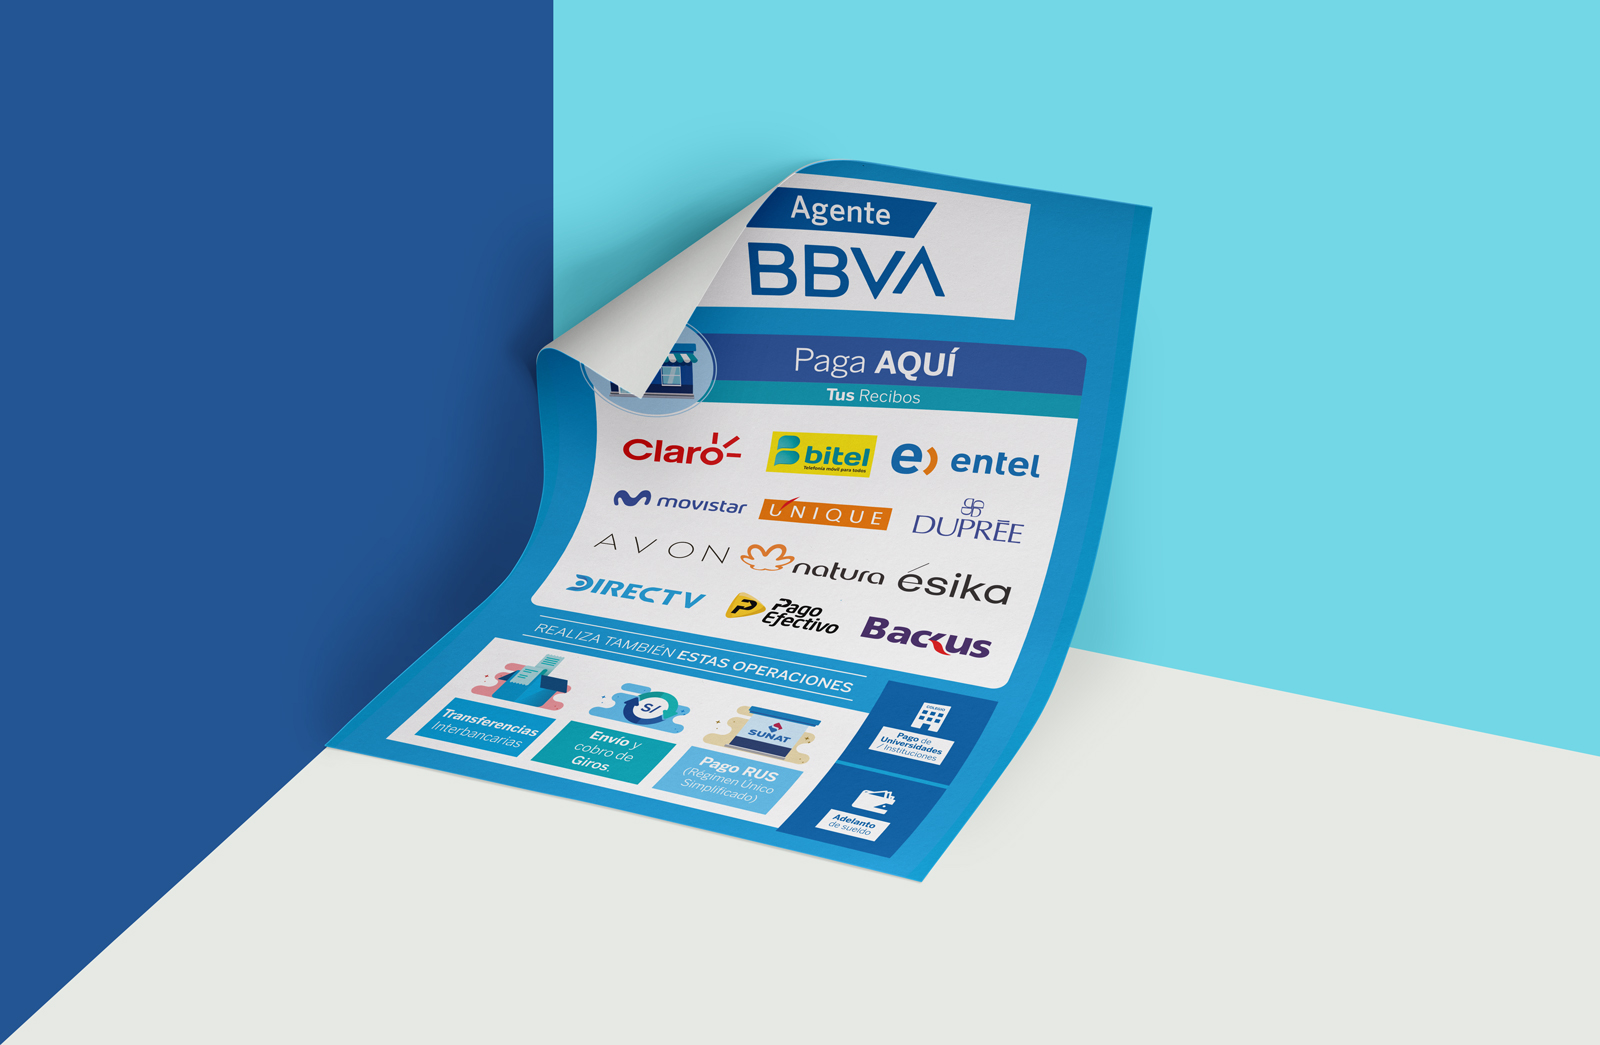 Agente
BBVA
Paga AQUÍ
Tus Recibos
Claro
bitel
Telefonía móvil para todos
e) entel
movistar
ÚNIQUE
DUPRĒE
AVON
natura
ésika
DIRECTV
P
Pago
Efectivo
Backus
REALIZA TAMBIÉN ESTAS OPERACIONES
Transferencias
Interbancarias
S/
Envío y
cobro de
Giros.
SUNAT
Pago RUS
(Régimen Único
Simplificado)
COLEGIO
Pago de
Universidades
/ Instituciones
Adelanto
de sueldo